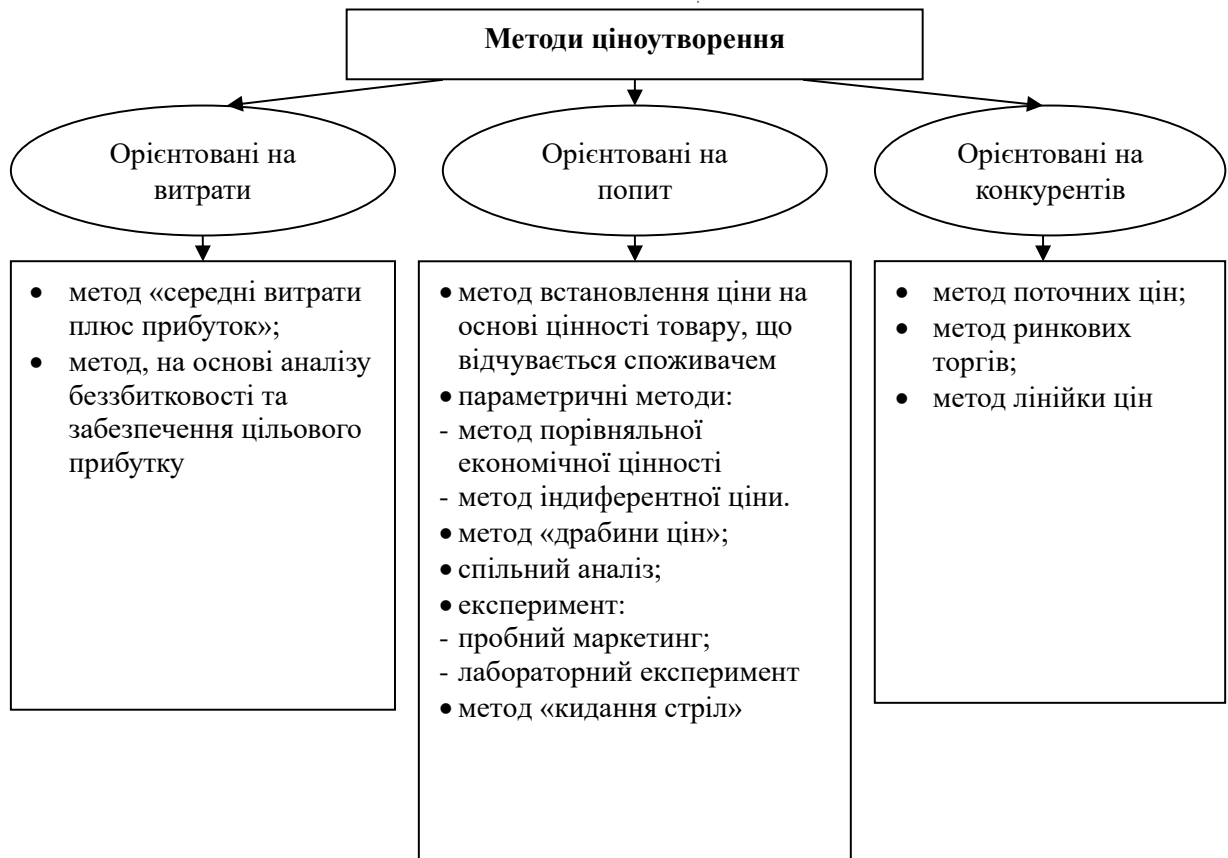 Методи ціноутворення
Орієнтовані на
витрати
Орієнтовані на
попит
Орієнтовані на
конкурентів
• метод «середні витрати
плюс прибуток»;
• метод, на основі аналізу
беззбитковості та
забезпечення цільового
прибутку
• метод встановлення ціни на
основі цінності товару, що
відчувається споживачем
• параметричні методи:
- метод порівняльної
економічної цінності
- метод індиферентної ціни.
• метод «драбини цін»;
• спільний аналіз;
• експеримент:
- пробний маркетинг;
- лабораторний експеримент
• метод «кидання стріл»
• метод поточних цін;
• метод ринкових
торгів;
• метод лінійки цін